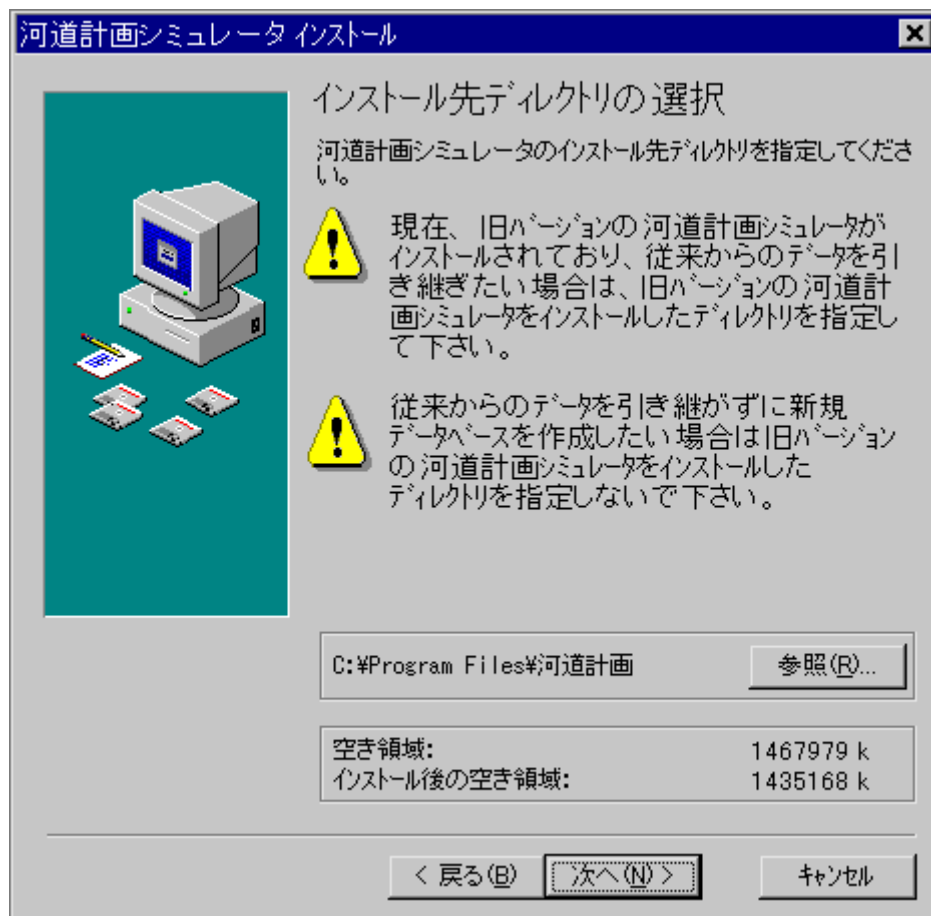 河道計画シミュレータ ｲﾝｽﾄｰﾙ
インストール先ﾃﾞｨﾚｸﾄﾘの選択
河道計画ｼﾐｭﾚｰﾀのｲﾝｽﾄｰﾙ先ﾃﾞｨﾚｸﾄﾘを指定してくださ
い。
現在、旧ﾊﾞｰｼﾞｮﾝの河道計画ｼﾐｭﾚｰﾀが
ｲﾝｽﾄｰﾙされており、従来からのﾃﾞｰﾀを引
き継ぎたい場合は、旧ﾊﾞｰｼﾞｮﾝの河道計
画ｼﾐｭﾚｰﾀをｲﾝｽﾄｰﾙしたﾃﾞｨﾚｸﾄﾘを指定し
て下さい。
従来からのﾃﾞｰﾀを引き継がずに新規
ﾃﾞｰﾀﾍﾞｰｽを作成したい場合は旧ﾊﾞｰｼﾞｮﾝ
の河道計画ｼﾐｭﾚｰﾀをｲﾝｽﾄｰﾙした
ﾃﾞｨﾚｸﾄﾘを指定しないで下さい。
C:¥Program Files¥河道計画
参照(R)...
空き領域: 1467979 k
ｲﾝｽﾄｰﾙ後の空き領域: 1435168 k
< 戻る(B) 次へ(N) > ｷｬﾝｾﾙ